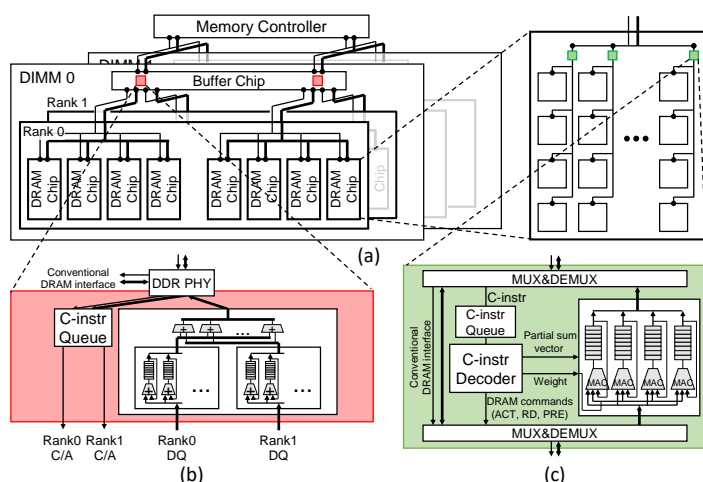 Memory Controller
DIMM 0
Buffer Chip
Rank 1
Rank 0
DRAM Chip
DRAM Chip
DRAM Chip
DRAM Chip
DRAM Chip
DRAM Chip
DRAM Chip
DRAM Chip
Chip
(a)
Conventional
DRAM interface
DDR PHY
C-instr
Queue
...
...
...
Rank0
C/A
Rank1
C/A
Rank0
DQ
Rank1
DQ
(b)
MUX&DEMUX
C-instr
C-instr
Queue
C-instr
Decoder
Conventional
DRAM interface
Partial sum
vector
Weight
DRAM commands
(ACT, RD, PRE)
MAC
MAC
MAC
MAC
MUX&DEMUX
(c)